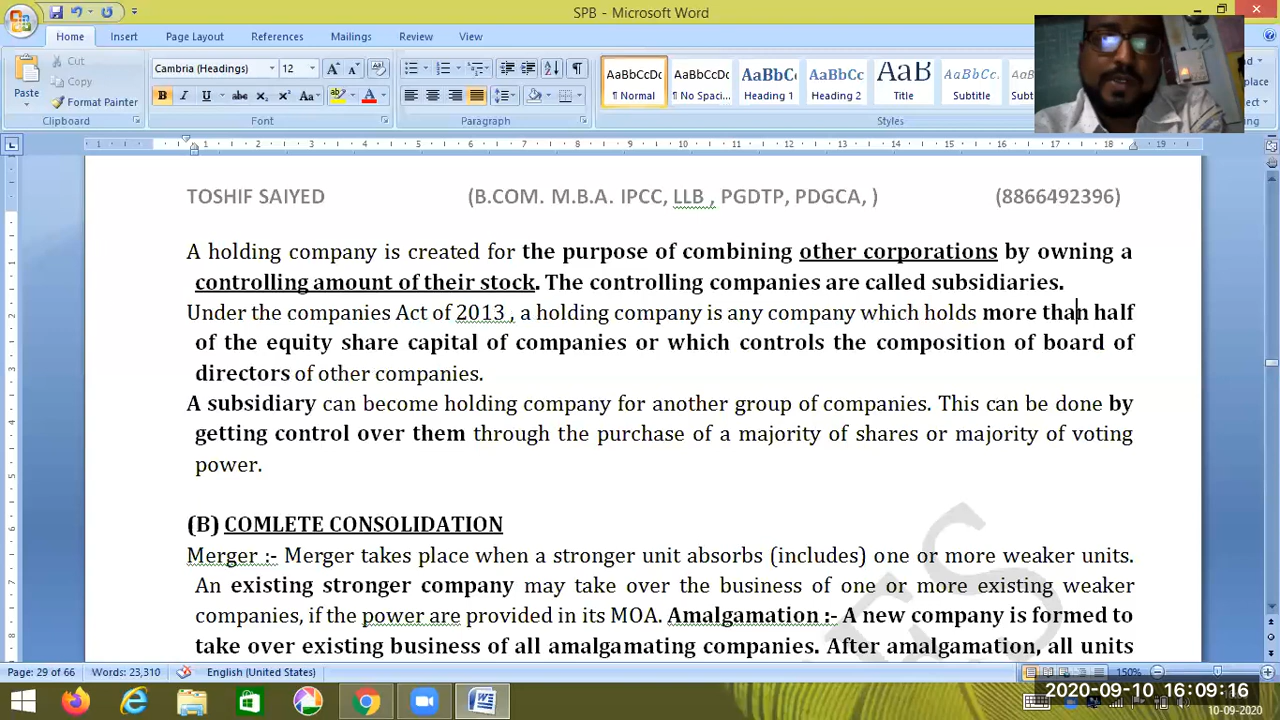 SPB - Microsoft Word
Home Insert Page Layout References Mailings Review View
Paste
Cut
Copy
Format Painter
Clipboard
Cambria (Headings) 12
Font
Paragraph
AaBbCcDc AaBbCcDc AaBbC AaBbCc AaB AaBbCcl
¶ Normal ¶ No Spaci... Heading 1 Heading 2 Title Subtitle
Styles
TOSHIF SAIYED (B.COM. M.B.A. IPCC, LLB , PGDTP, PDGCA, ) (8866492396)
A holding company is created for the purpose of combining other corporations by owning a
controlling amount of their stock. The controlling companies are called subsidiaries.
Under the companies Act of 2013 , a holding company is any company which holds more than half
of the equity share capital of companies or which controls the composition of board of
directors of other companies.
A subsidiary can become holding company for another group of companies. This can be done by
getting control over them through the purchase of a majority of shares or majority of voting
power.
(B) COMLETE CONSOLIDATION
Merger :- Merger takes place when a stronger unit absorbs (includes) one or more weaker units.
An existing stronger company may take over the business of one or more existing weaker
companies, if the power are provided in its MOA. Amalgamation :- A new company is formed to
take over existing business of all amalgamating companies. After amalgamation, all units
Page: 29 of 66 Words: 23,310 English (United States) 150%
2020-09-10 16:09:16
10-09-2020